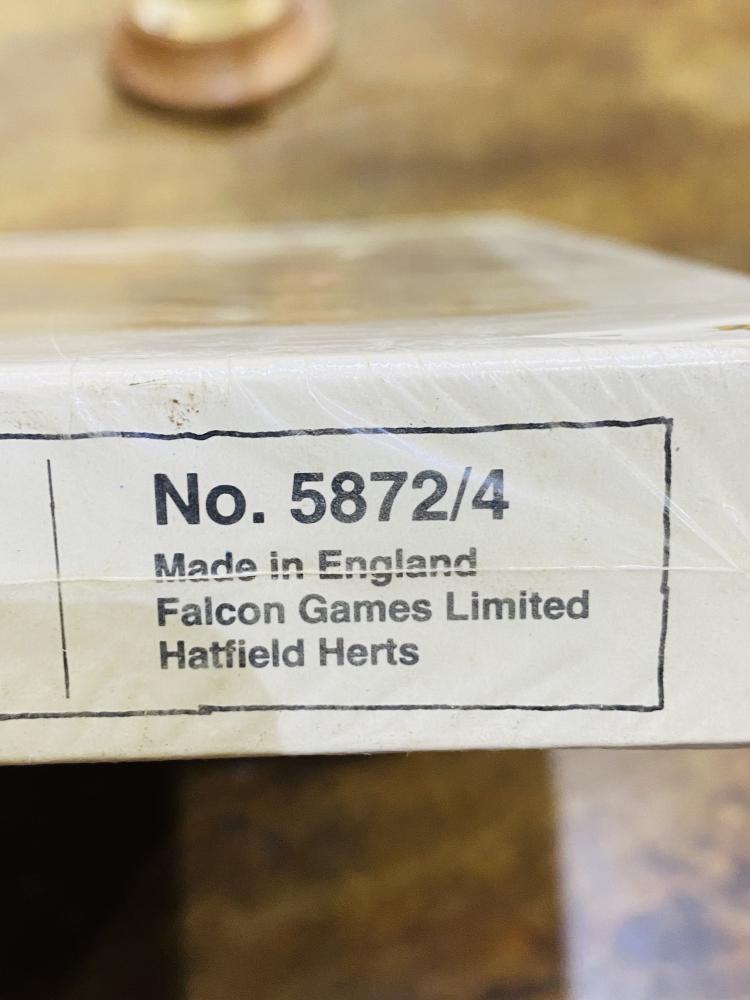 No. 5872/4
Made in England
Falcon Games Limited
Hatfield Herts